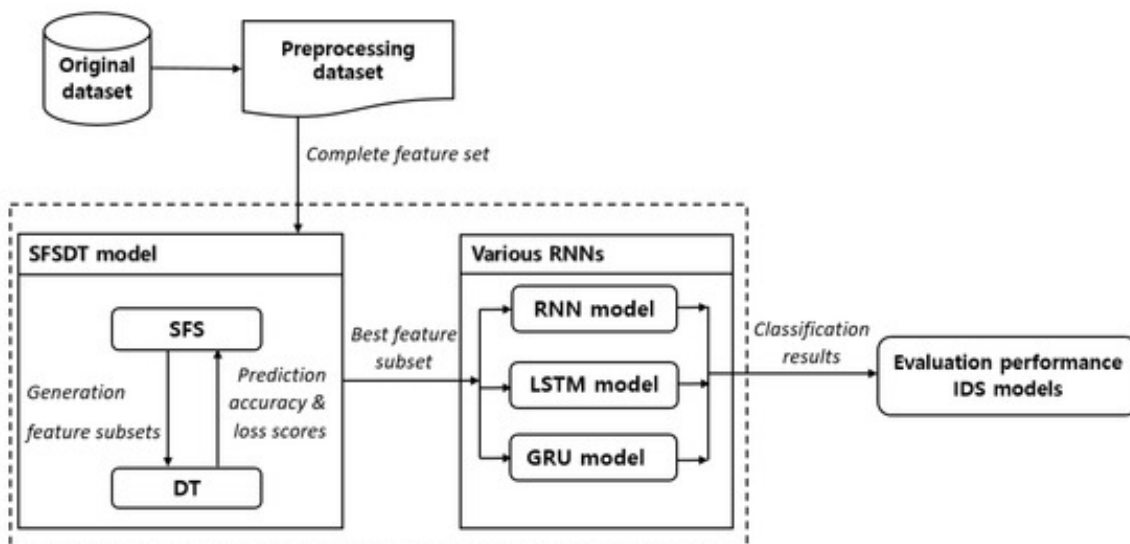 Original
dataset
Preprocessing
dataset
Complete feature set
SFSDT model
SFS
Generation
feature subsets
Prediction
accuracy &
loss scores
DT
Best feature
subset
Various RNNs
RNN model
LSTM model
GRU model
Classification
results
Evaluation performance
IDS models